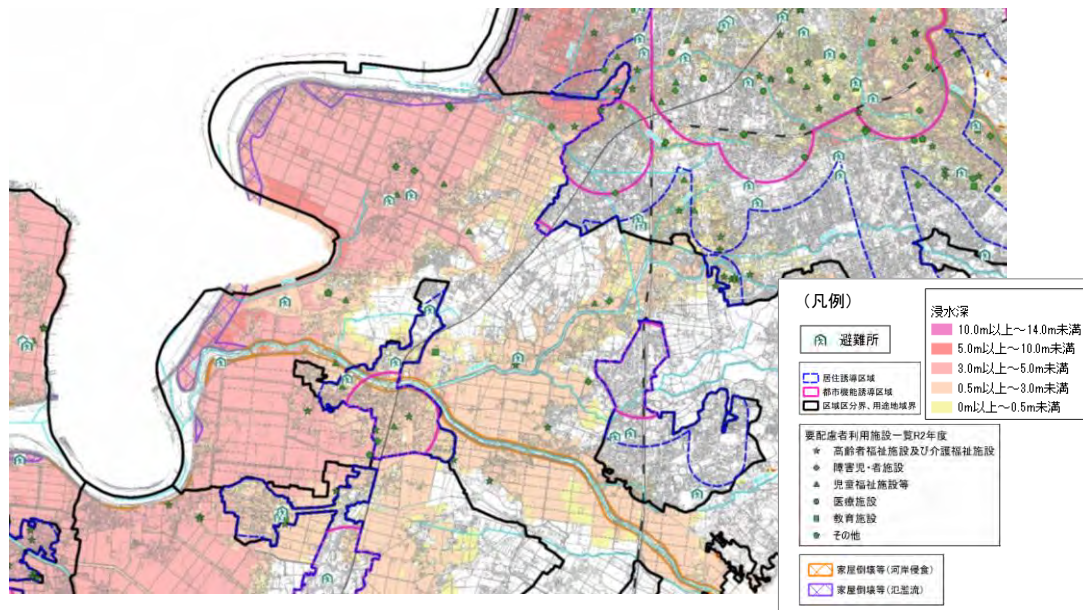 (凡例)
避難所
居住誘導区域
都市機能誘導区域
区域区分界、用途地域界
要配慮者利用施設一覧R2年度
高齢者福祉施設及び介護福祉施設
障害児・者施設
児童福祉施設等
医療施設
教育施設
その他
家屋倒壊等(河岸侵食)
家屋倒壊等(氾濫流)
浸水深
10.0m以上~14.0m未満
5.0m以上~10.0m未満
3.0m以上~5.0m未満
0.5m以上~3.0m未満
0m以上~0.5m未満